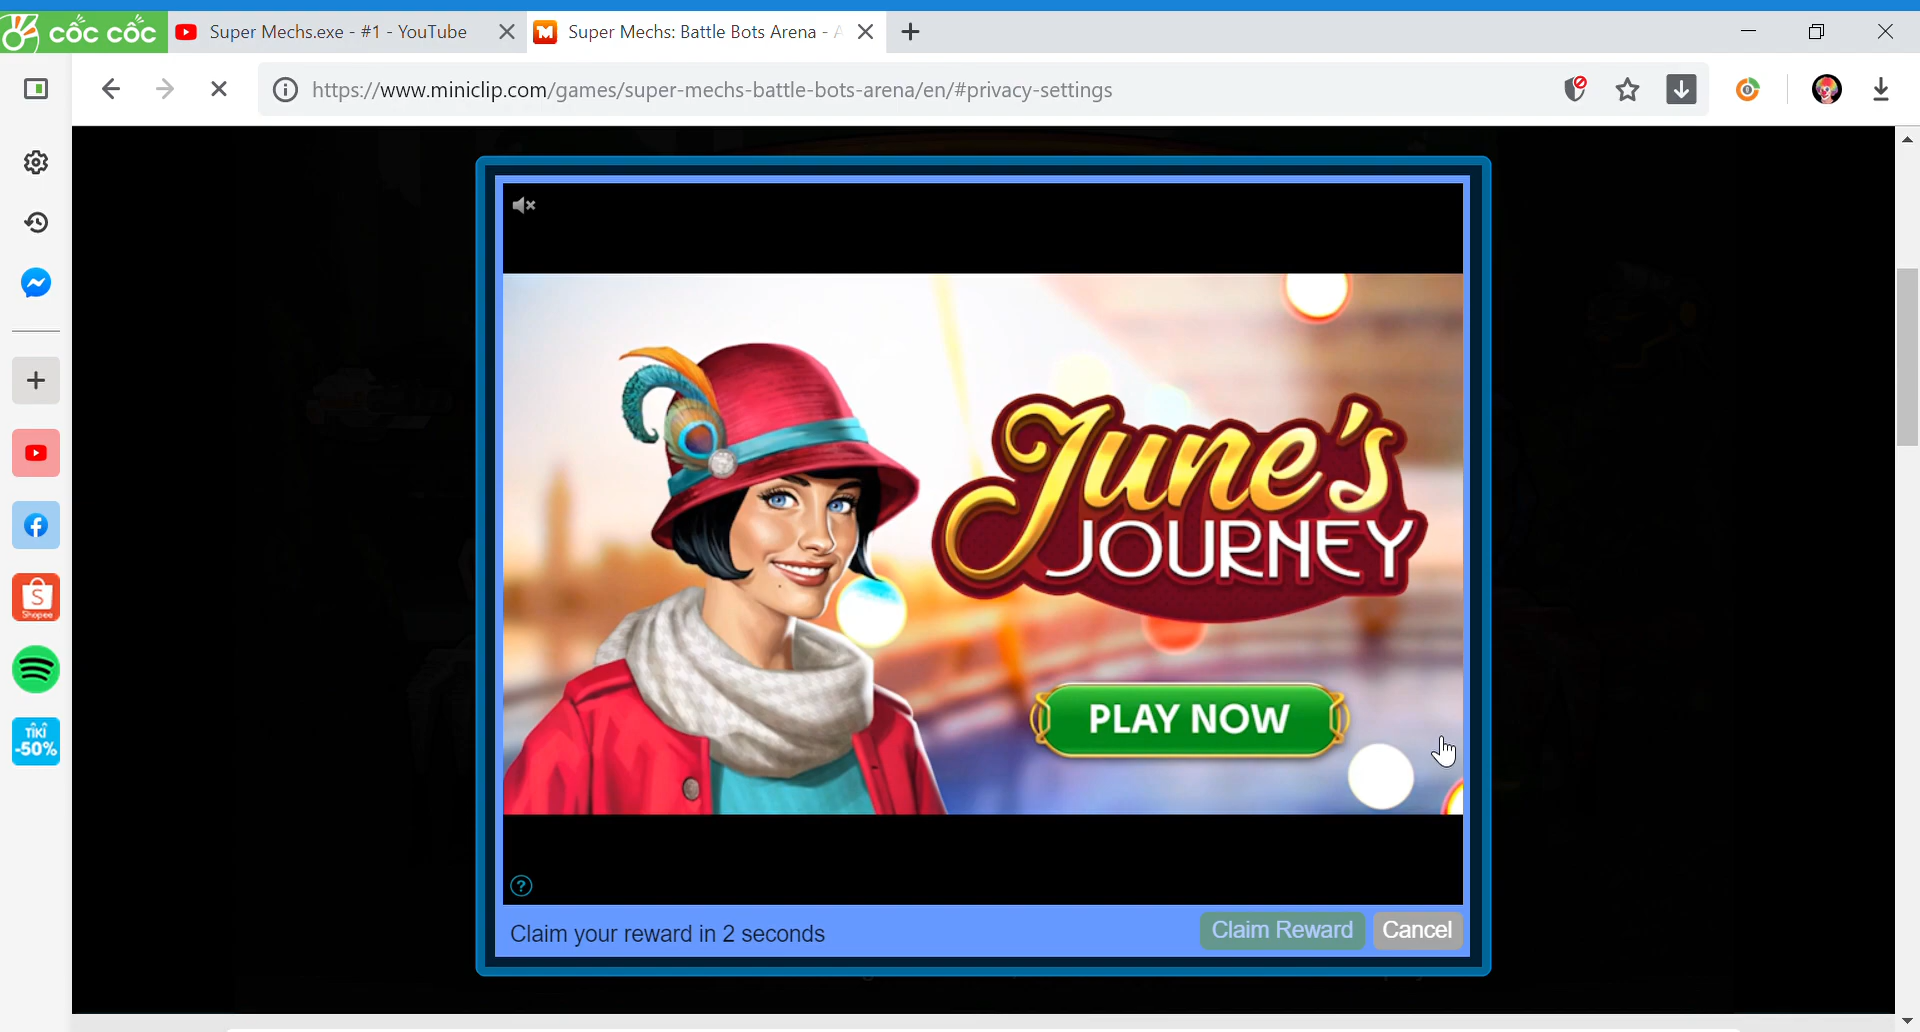 cốc cốc
Super Mechs.exe - #1 - YouTube
Super Mechs: Battle Bots Arena -
https://www.miniclip.com/games/super-mechs-battle-bots-arena/en/#privacy-settings
June's
JOURNEY
PLAY NOW
S
Shopee
TIKI
-50%
?
Claim your reward in 2 seconds
Claim Reward
Cancel